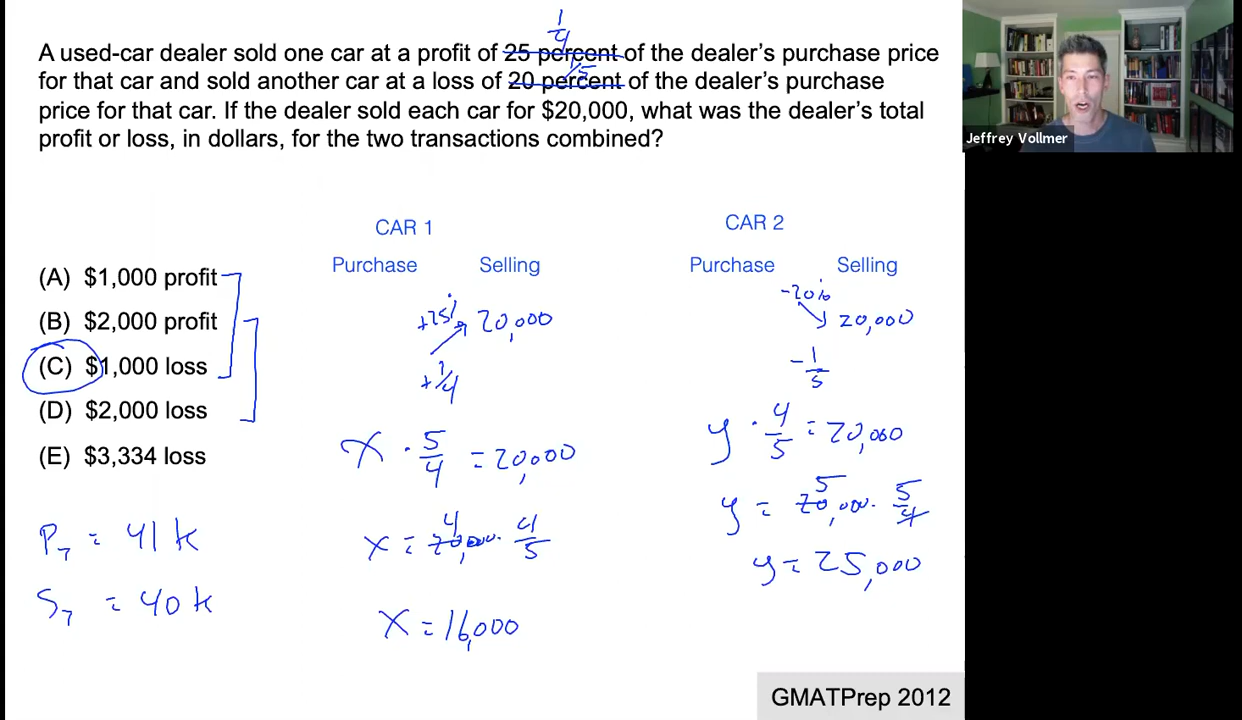 1/4
A used-car dealer sold one car at a profit of 25 percent of the dealer's purchase price
1/5
for that car and sold another car at a loss of 20 percent of the dealer's purchase
price for that car. If the dealer sold each car for $20,000, what was the dealer's total
profit or loss, in dollars, for the two transactions combined?
Jeffrey Vollmer
(A) $1,000 profit
(B) $2,000 profit
(C) $1,000 loss
(D) $2,000 loss
(E) $3,334 loss
P_T = 41 k
S_T = 40 k
CAR 1
Purchase Selling
+25% 20,000
+1/4
x · 5/4 = 20,000
4
x = 20,000 · 4/5
x = 16,000
CAR 2
Purchase Selling
-20%
20,000
-1/5
y · 4/5 = 20,000
5
y = 20,000 · 5/4
y = 25,000
GMATPrep 2012